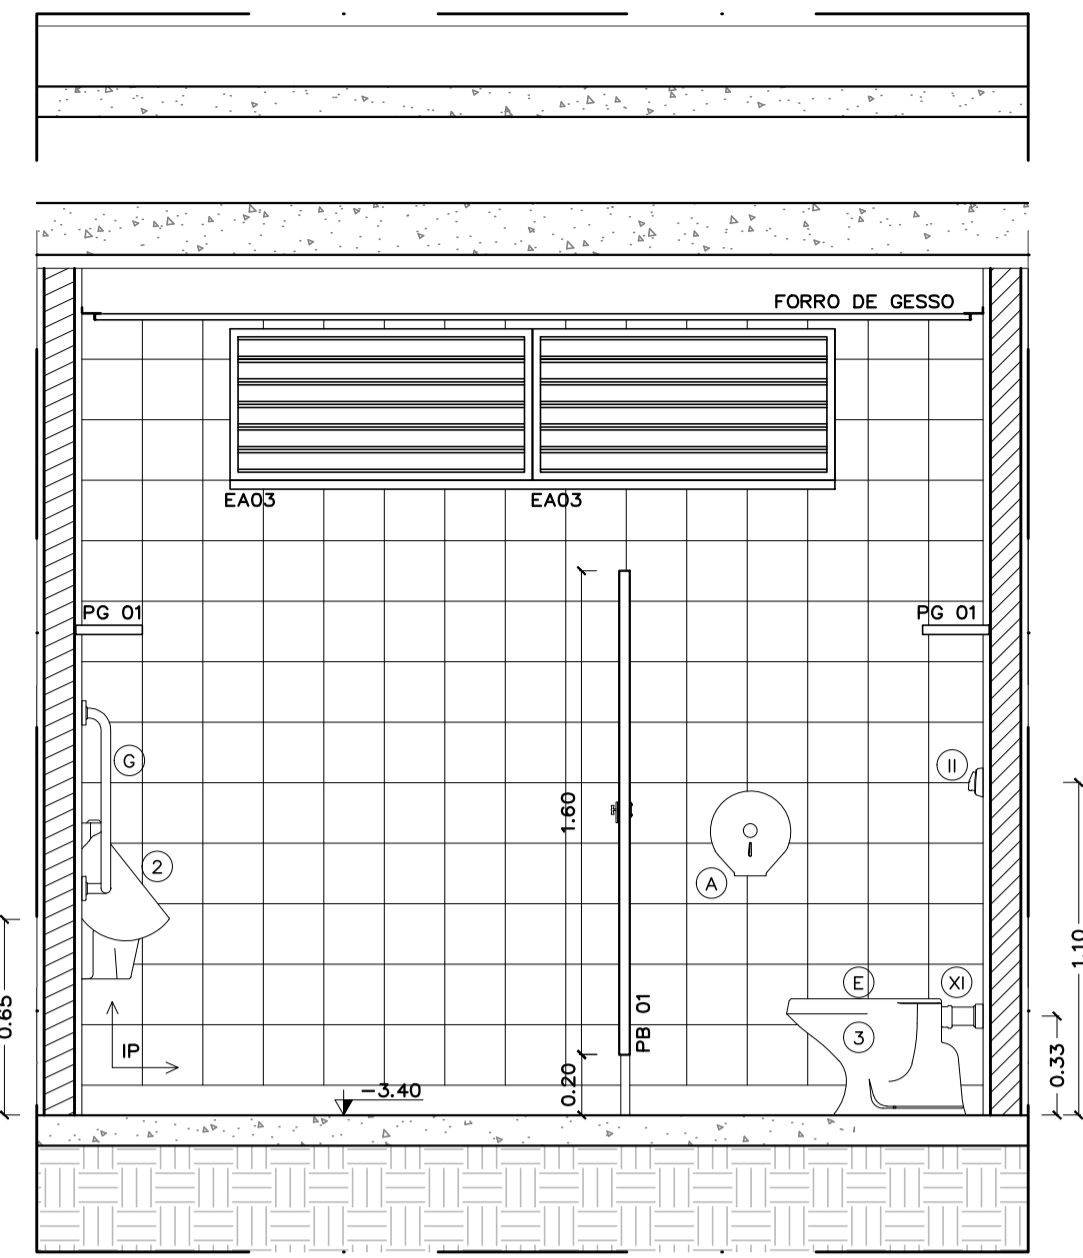 FORRO DE GESSO
EA03
EA03
PG 01
PG 01
G
II
1.60
2
A
0.65
1.10
E
XI
IP
PB 01
3
0.33
0.20
-3.40